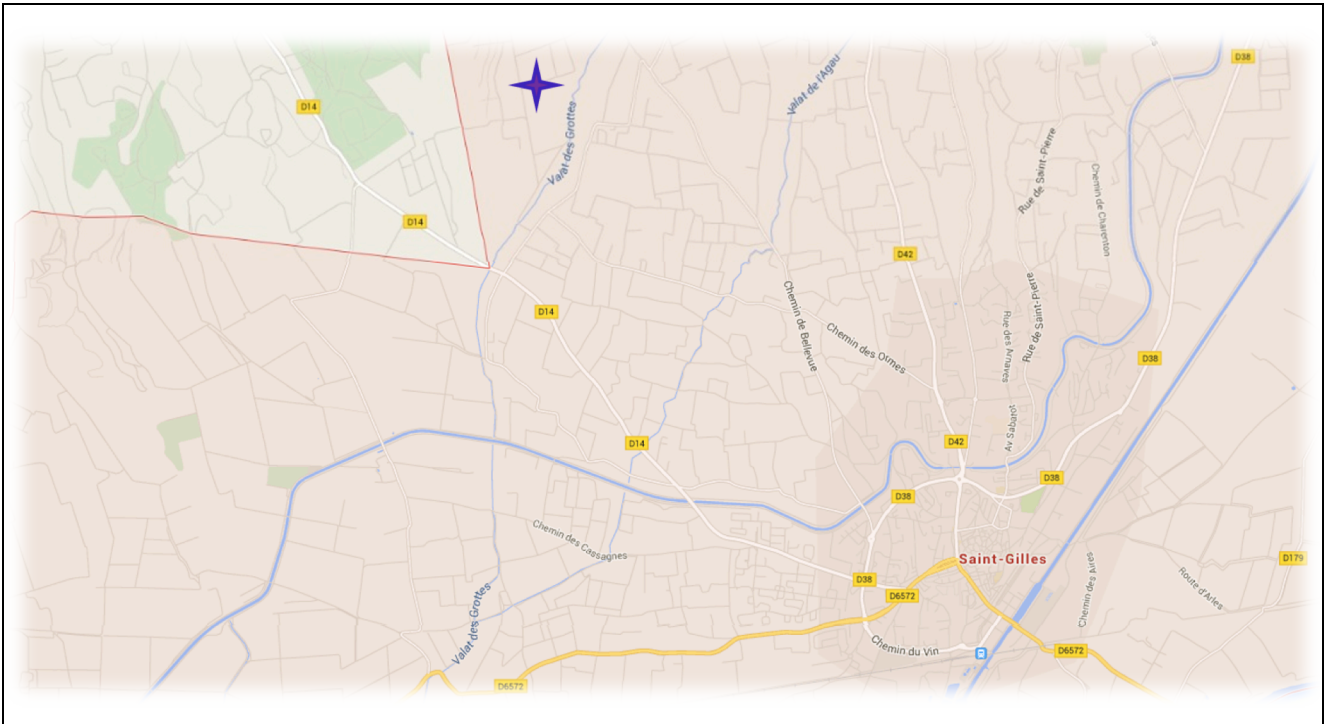 D38
D14
Valat de l'Agau
Valat des Grottes
Rue de Saint-Pierre
Chemin de Charenton
D14
D42
Rue de Saint-Pierre
D14
Chemin de Bellevue
Chemin des Ormes
Rue des Arnaves
D38
D14
D42
Av Sabatot
D38
D38
Chemin des Cassagnes
Saint-Gilles
D179
D38
D6572
Chemin des Aires
Route d'Arles
Valat des Grottes
Chemin du Vin
D6572
D6572